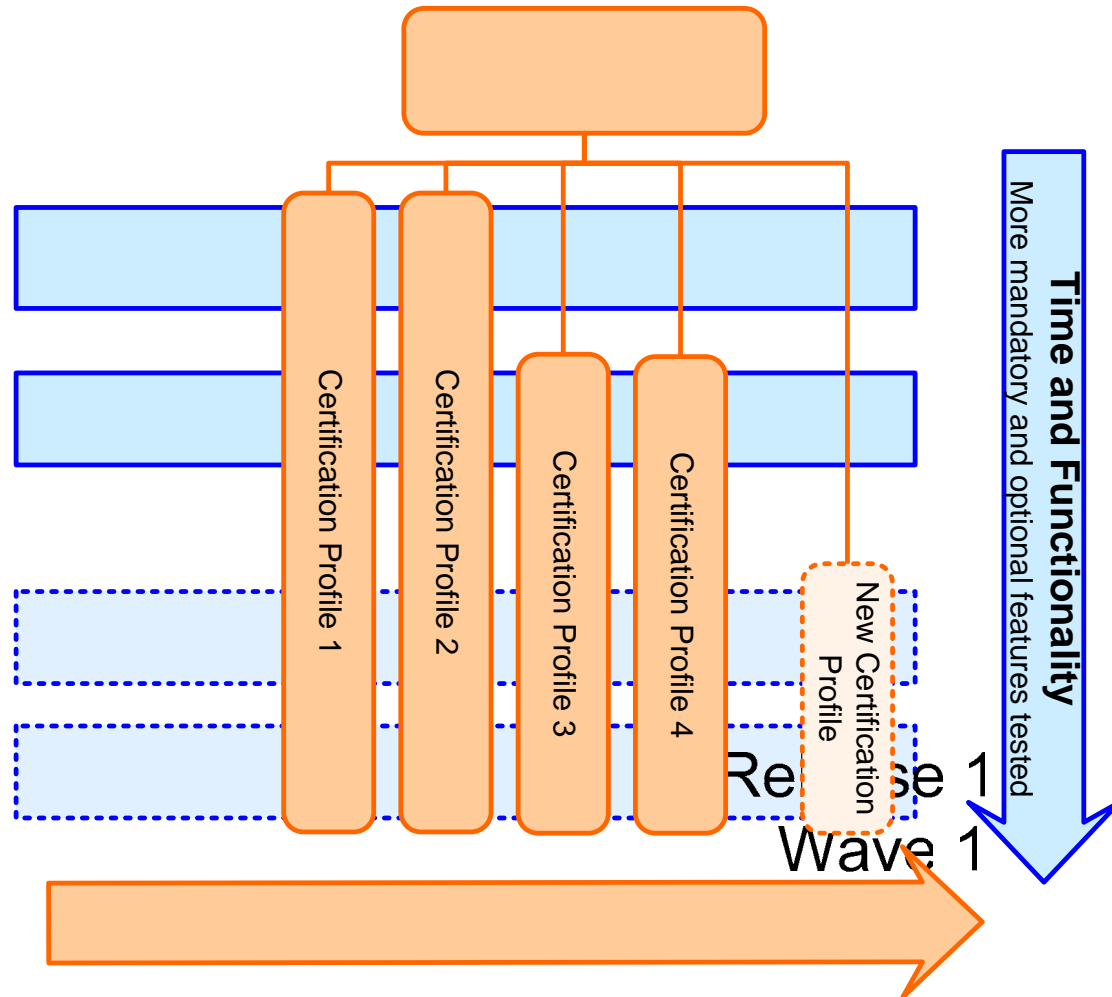 Certification Profile 1
Certification Profile 2
Certification Profile 3
Certification Profile 4
New Certification
Profile
Time and Functionality
More mandatory and optional features tested
1
Wave 1